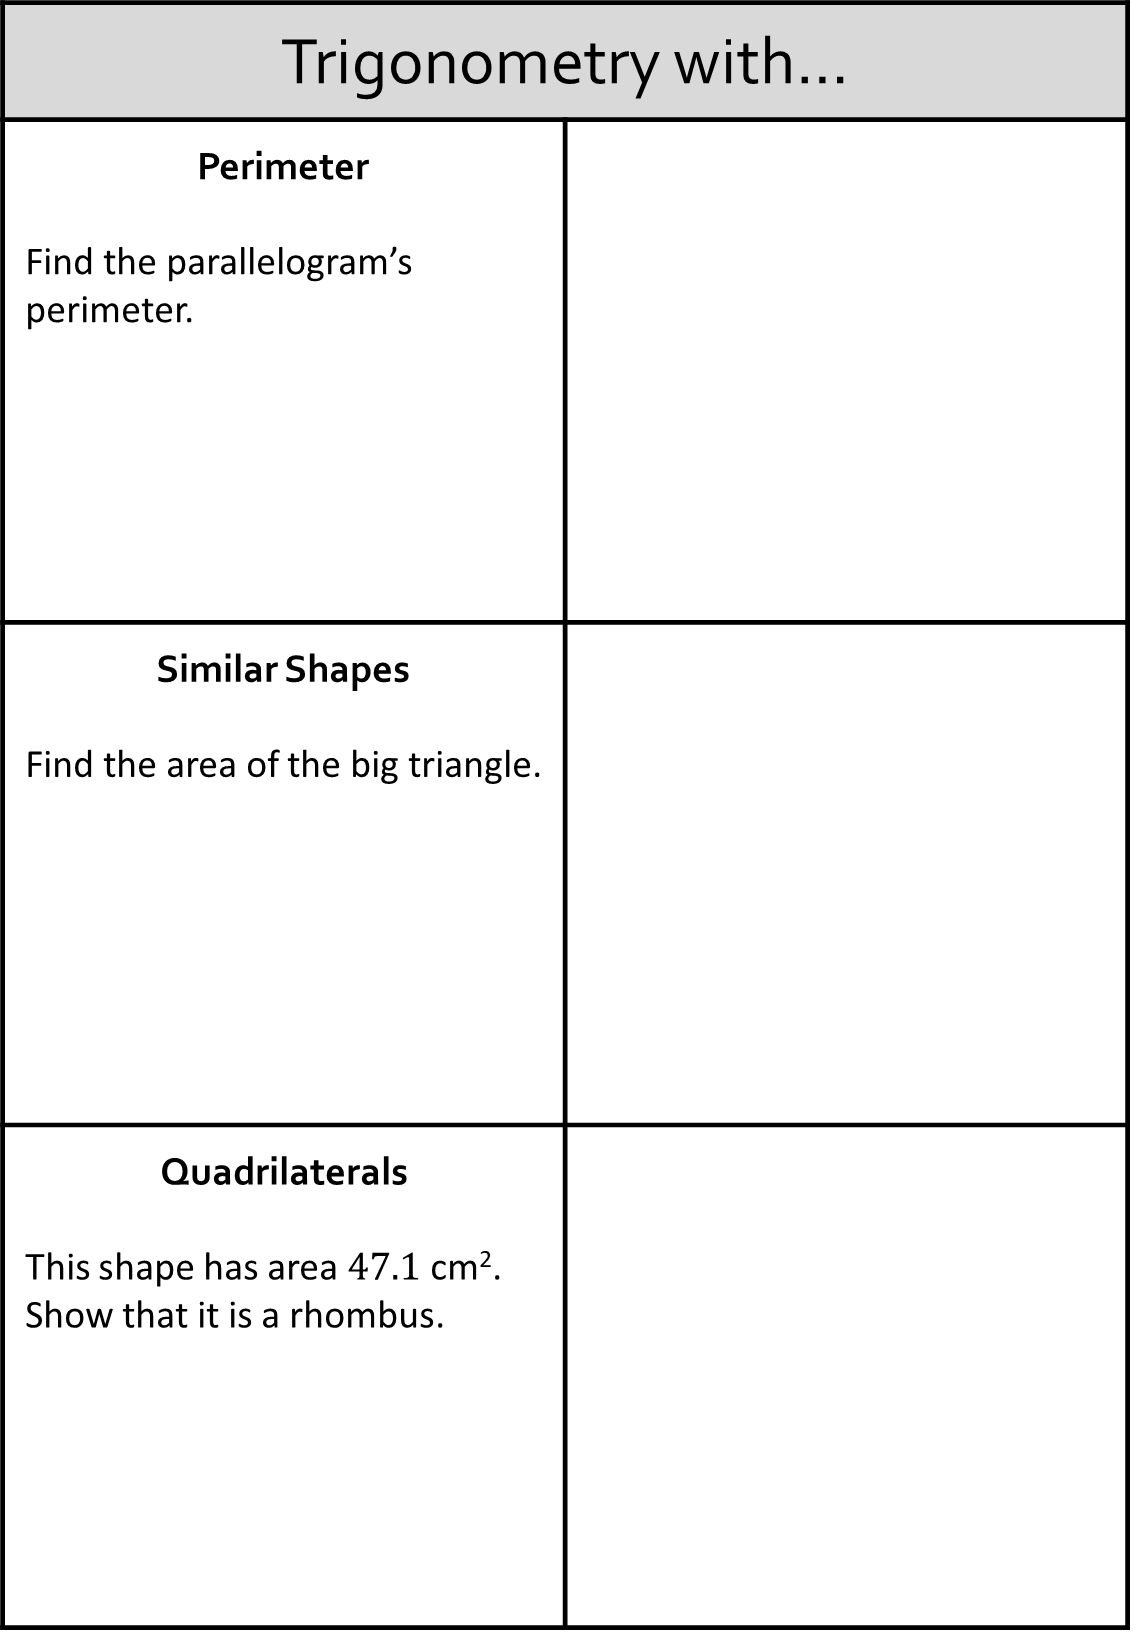 Trigonometry with…
Perimeter
Find the parallelogram’s
perimeter.
Similar Shapes
Find the area of the big triangle.
Quadrilaterals
This shape has area 47.1 cm².
Show that it is a rhombus.